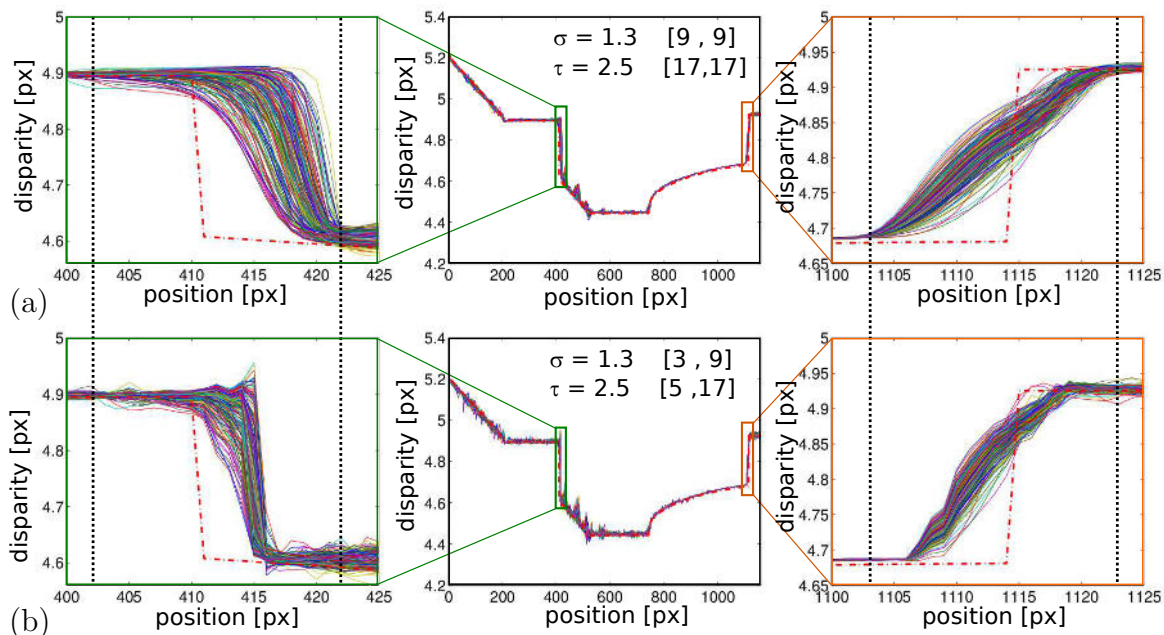 5
4.9
4.8
4.7
4.6
400 405 410 415 420 425
disparity [px]
position [px]
(a)
5.4
5.2
5
4.8
4.6
4.4
4.2
0 200 400 600 800 1000
disparity [px]
position [px]
σ = 1.3 [9 , 9]
τ = 2.5 [17,17]
5
4.95
4.9
4.85
4.8
4.75
4.7
4.65
1100 1105 1110 1115 1120 1125
disparity [px]
position [px]
5
4.9
4.8
4.7
4.6
400 405 410 415 420 425
disparity [px]
position [px]
(b)
5.4
5.2
5
4.8
4.6
4.4
4.2
0 200 400 600 800 1000
disparity [px]
position [px]
σ = 1.3 [3 , 9]
τ = 2.5 [5 ,17]
5
4.95
4.9
4.85
4.8
4.75
4.7
4.65
1100 1105 1110 1115 1120 1125
disparity [px]
position [px]